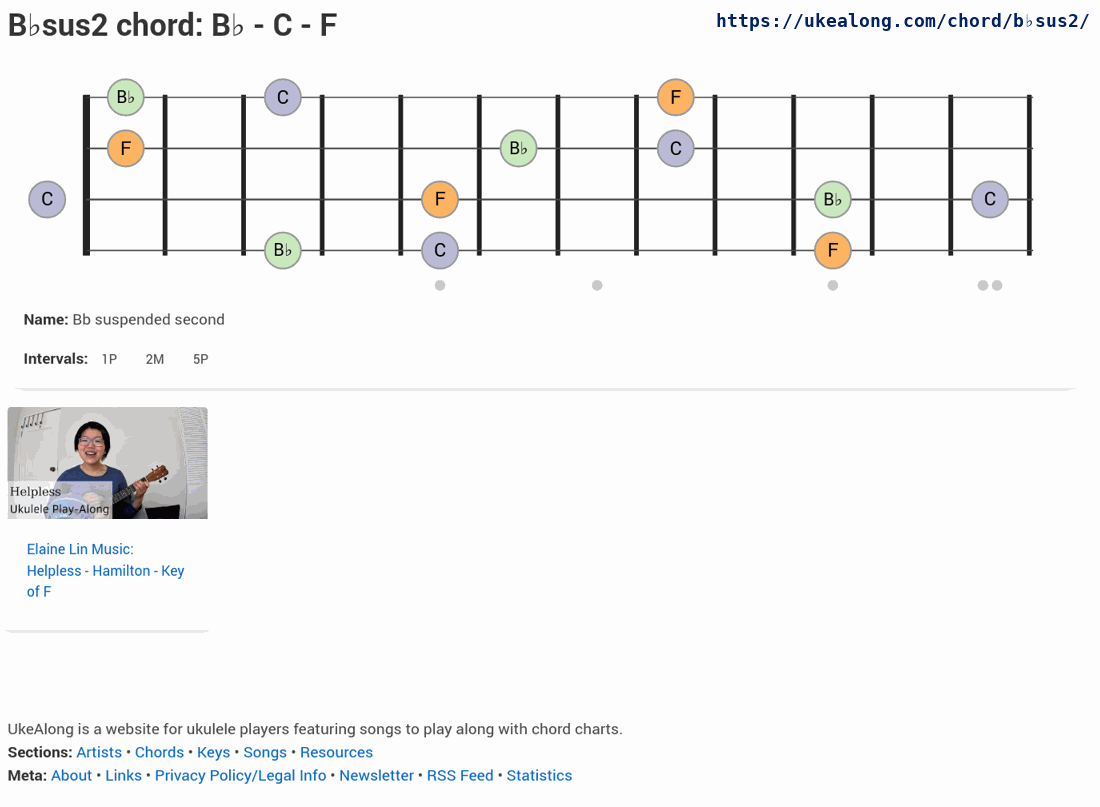 B♭sus2 chord: B♭ - C - F
https://ukealong.com/chord/b♭sus2/
B♭ C F
F B♭ C
C F B♭ C
B♭ C F
Name: Bb suspended second
Intervals: 1P 2M 5P
Helpless
Ukulele Play-Along
Elaine Lin Music:
Helpless - Hamilton - Key
of F
UkeAlong is a website for ukulele players featuring songs to play along with chord charts.
Sections: Artists • Chords • Keys • Songs • Resources
Meta: About • Links • Privacy Policy/Legal Info • Newsletter • RSS Feed • Statistics